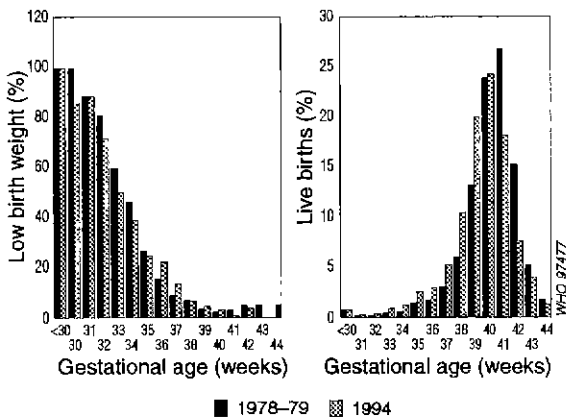 Low birth weight (%)
120
100
80
60
40
20
0
<30 31 33 35 37 39 41 43
30 32 34 36 38 40 42 44
Gestational age (weeks)
Live births (%)
30
25
20
15
10
5
0
<30 32 34 36 38 40 42 44
31 33 35 37 39 41 43
Gestational age (weeks)
WHO 97477
1978–79 1994